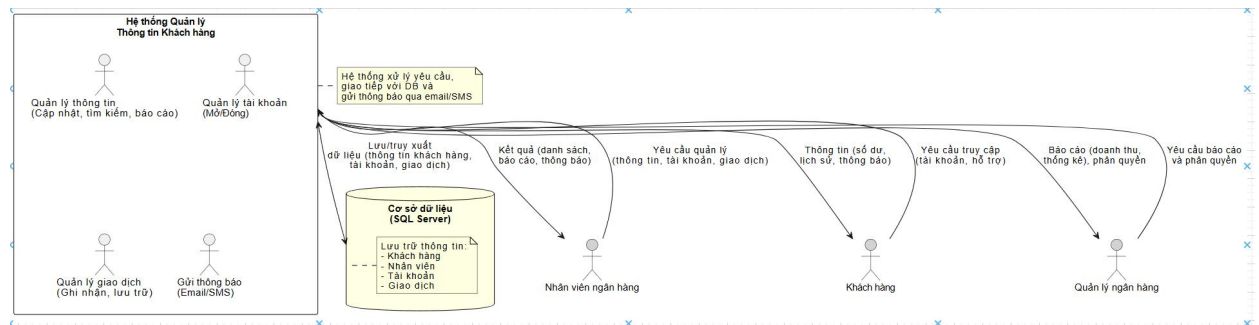 Hệ thống Quản lý
Thông tin Khách hàng
Quản lý thông tin
(Cập nhật, tìm kiếm, báo cáo)
Quản lý tài khoản
(Mở/Đóng)
Hệ thống xử lý yêu cầu,
giao tiếp với DB và
gửi thông báo qua email/SMS
Lưu/truy xuất
dữ liệu (thông tin khách hàng,
tài khoản, giao dịch)
Kết quả (danh sách,
báo cáo, thông báo)
Yêu cầu quản lý
(thông tin, tài khoản, giao dịch)
Thông tin (số dư,
lịch sử, thông báo)
Yêu cầu truy cập
(tài khoản, hỗ trợ)
Báo cáo (doanh thu,
thống kê), phân quyền
Yêu cầu báo cáo
và phân quyền
Cơ sở dữ liệu
(SQL Server)
Lưu trữ thông tin:
- Khách hàng
- Nhân viên
- Tài khoản
- Giao dịch
Quản lý giao dịch
(Ghi nhận, lưu trữ)
Gửi thông báo
(Email/SMS)
Nhân viên ngân hàng
Khách hàng
Quản lý ngân hàng